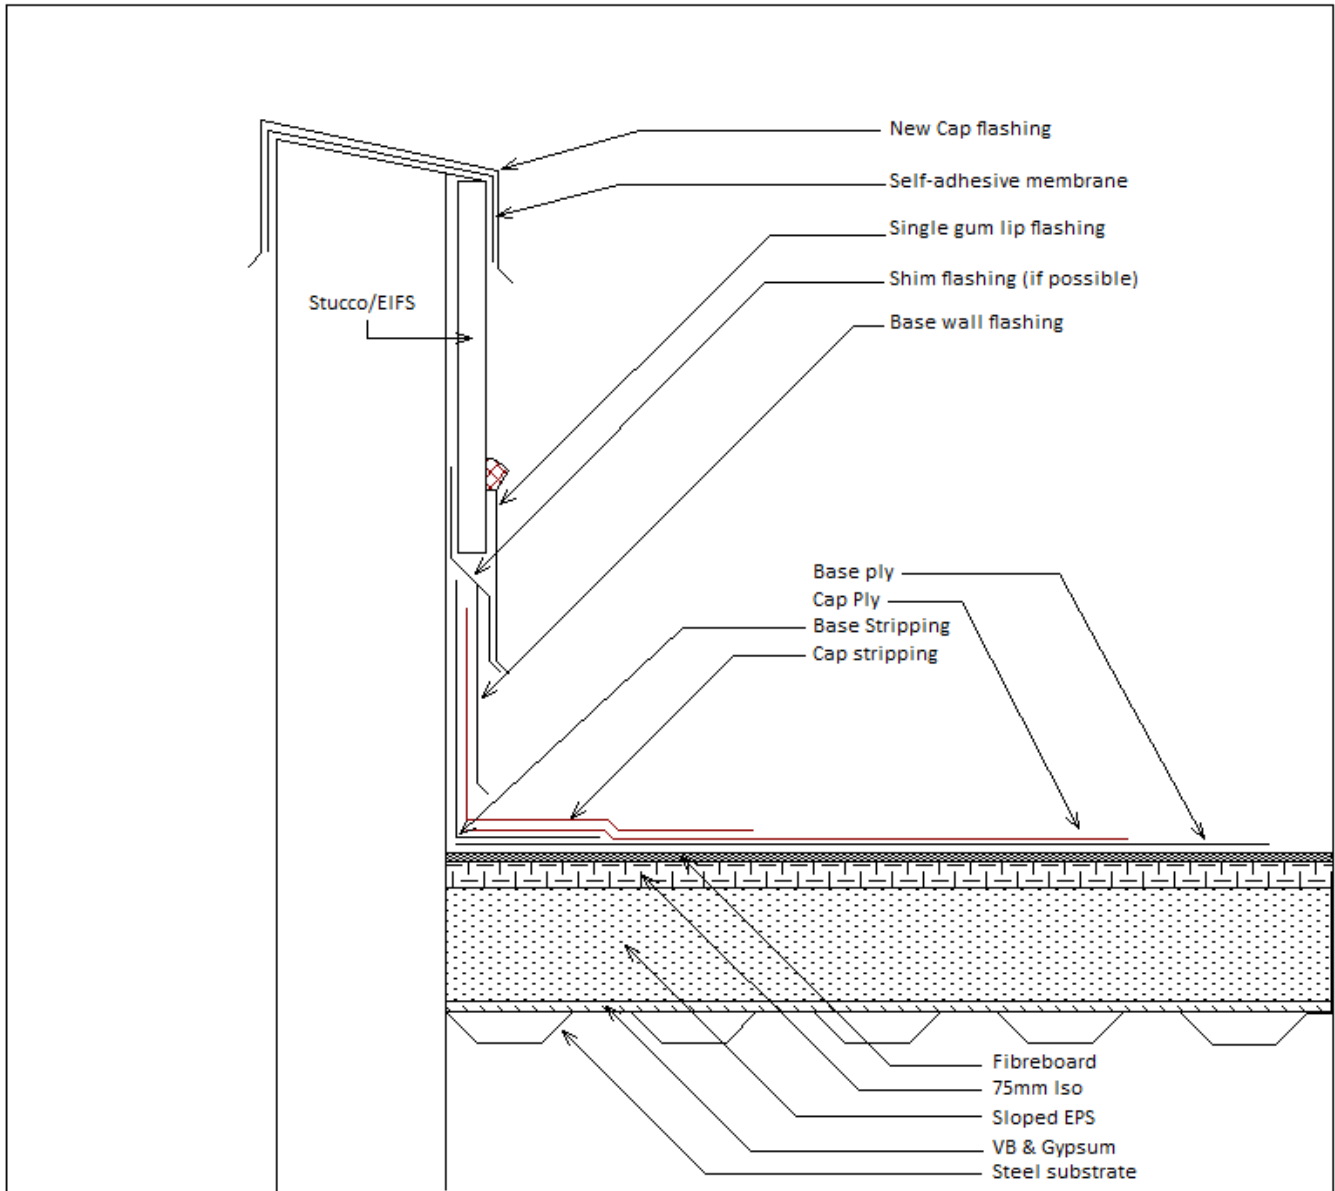 New Cap flashing
Self-adhesive membrane
Single gum lip flashing
Shim flashing (if possible)
Stucco/EIFS
Base wall flashing
Base ply
Cap Ply
Base Stripping
Cap stripping
Fibreboard
75mm Iso
Sloped EPS
VB & Gypsum
Steel substrate